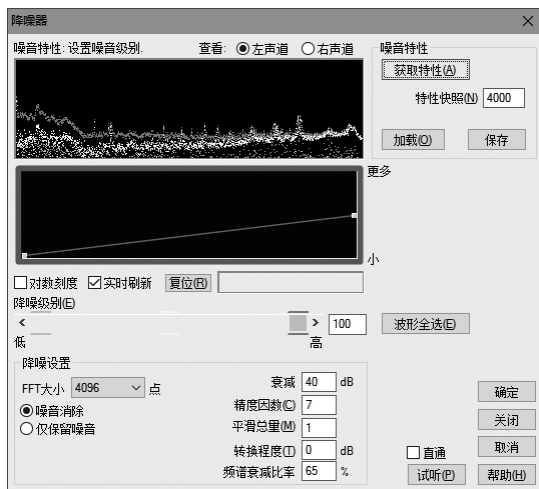 降噪器
噪音特性: 设置噪音级别.
查看: 左声道 右声道
噪音特性
获取特性(A)
特性快照(N) 4000
加载(O) 保存
更多
小
对数刻度 实时刷新 复位(R)
降噪级别(E)
100 波形全选(E)
低 高
降噪设置
FFT大小 4096 点
噪音消除
仅保留噪音
衰减 40 dB
精度因数(C) 7
平滑总量(M) 1
转换程度(T) 0 dB
频谱衰减比率 65 %
确定
关闭
直通 取消
试听(P) 帮助(H)